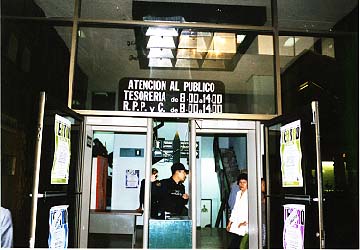 ATENCION AL PUBLICO
TESORERIA de 8:00 a 14:00
R.P.P. y C. de 8:00 a 14:00